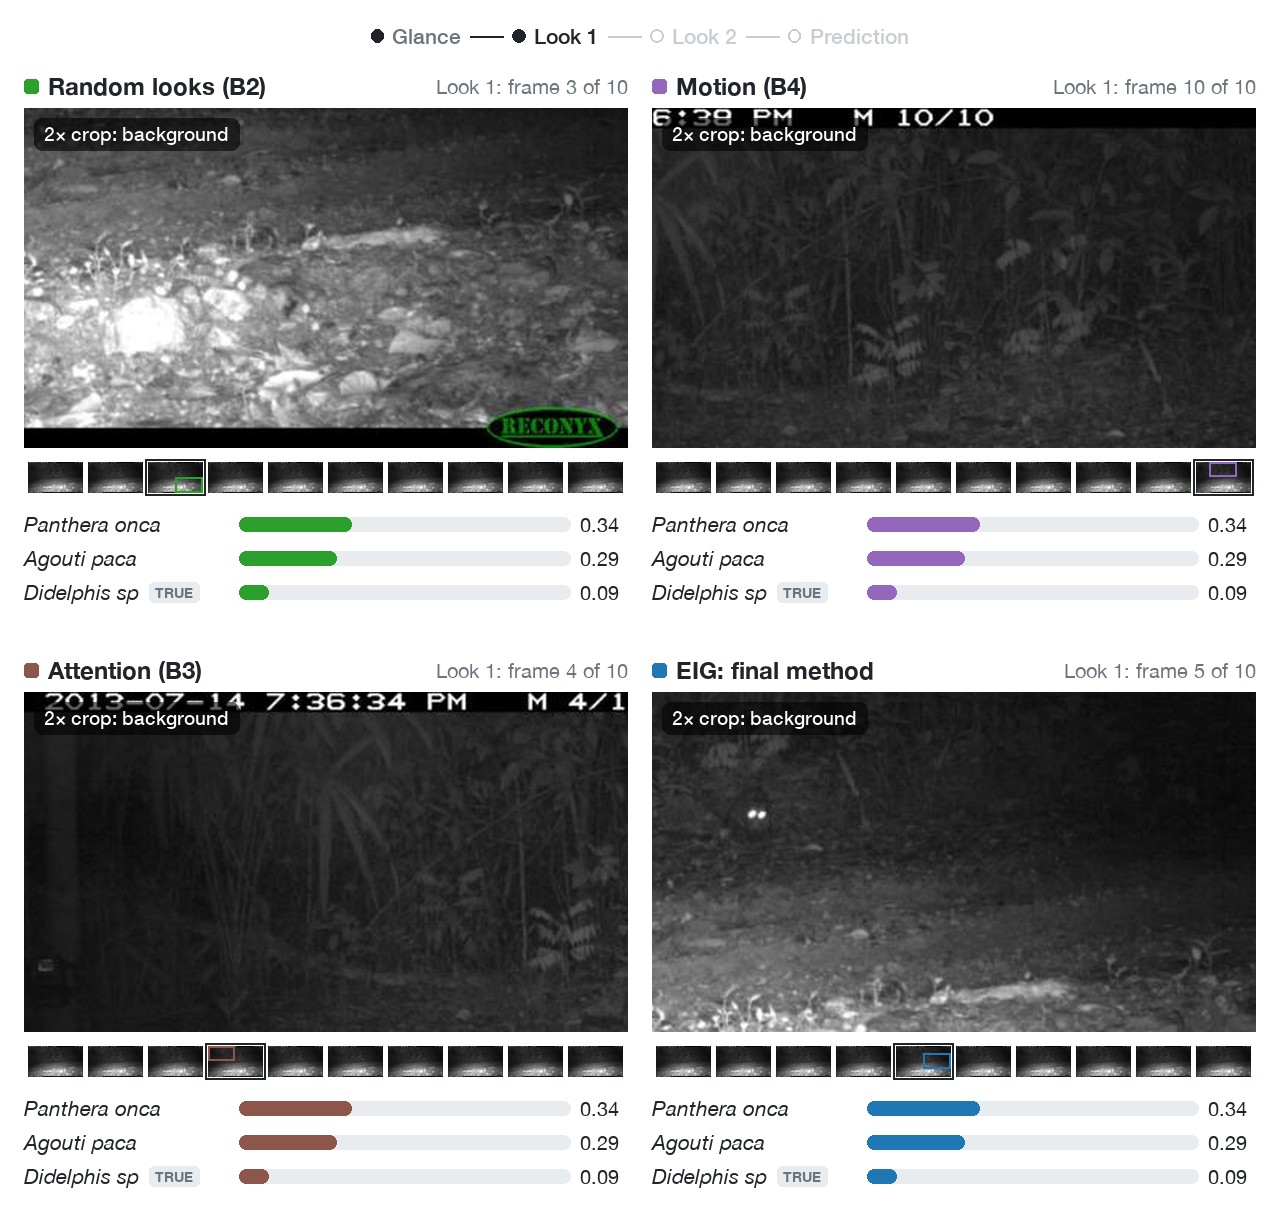 Glance Look 1 Look 2 Prediction
Random looks (B2) Look 1: frame 3 of 10
2x crop: background
RECONYX
Panthera onca 0.34
Agouti paca 0.29
Didelphis sp TRUE 0.09
Motion (B4) Look 1: frame 10 of 10
6:38 PM M 10/10
2x crop: background
Panthera onca 0.34
Agouti paca 0.29
Didelphis sp TRUE 0.09
Attention (B3) Look 1: frame 4 of 10
2013-07-14 7:36:34 PM M 4/1
2x crop: background
Panthera onca 0.34
Agouti paca 0.29
Didelphis sp TRUE 0.09
EIG: final method Look 1: frame 5 of 10
2x crop: background
Panthera onca 0.34
Agouti paca 0.29
Didelphis sp TRUE 0.09